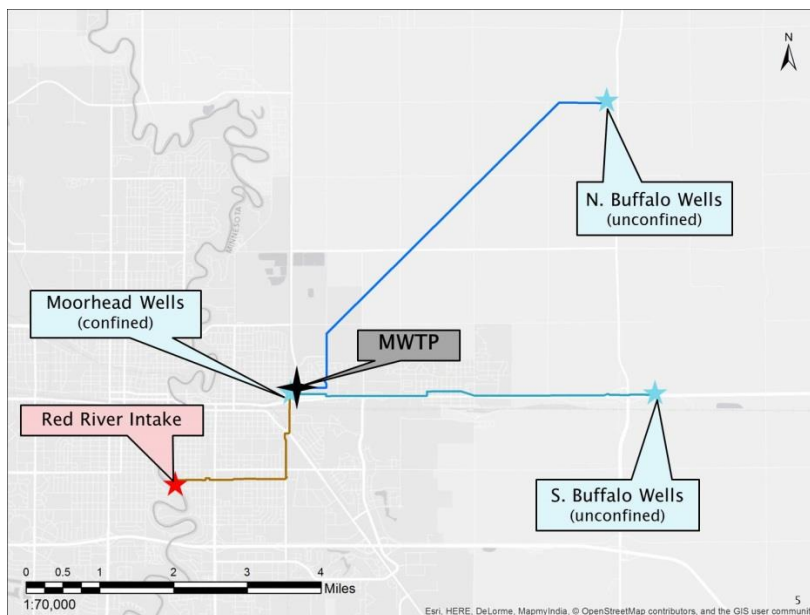 N
N. Buffalo Wells
(unconfined)
MINNESOTA
Moorhead Wells
(confined)
MWTP
Red River Intake
S. Buffalo Wells
(unconfined)
0 0.5 1 2 3 4
Miles
1:70,000
5
Esri, HERE, DeLorme, MapmyIndia, © OpenStreetMap contributors, and the GIS user communi